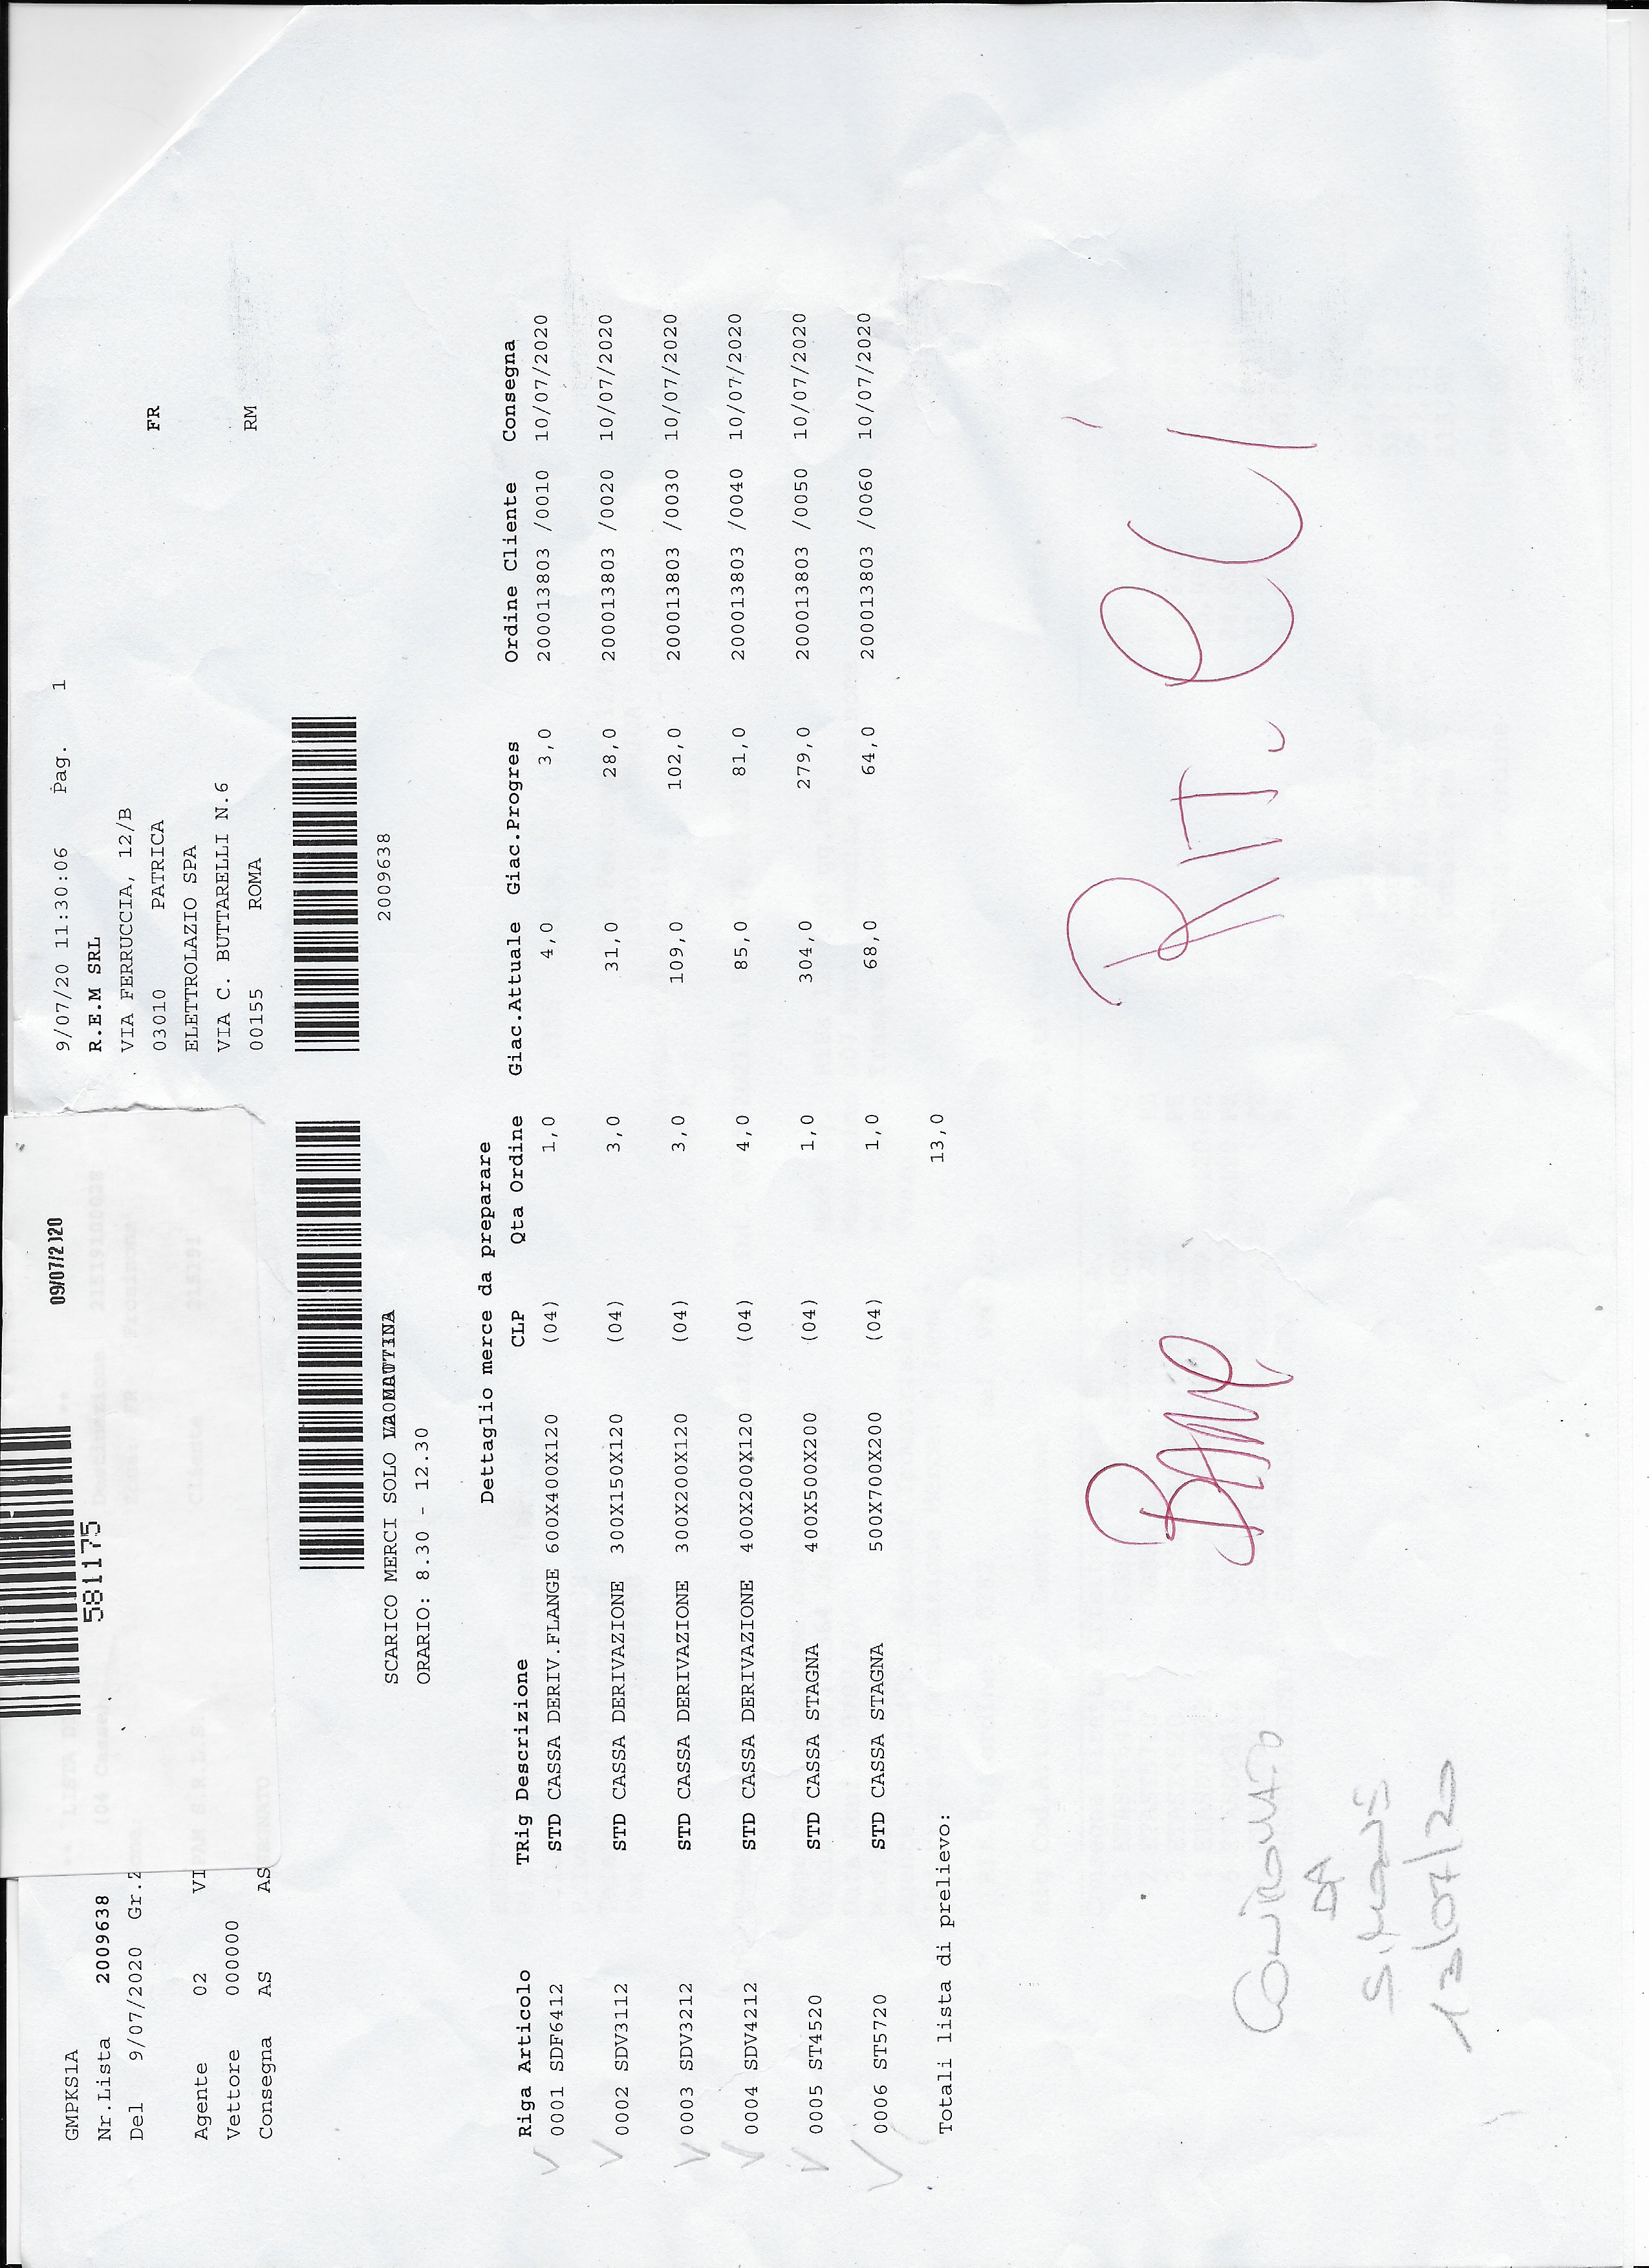 09/07/2020
581175
GMPKS1A 9/07/20 11:30:06 Pag. 1
Nr.Lista 2009638 R.E.M SRL
Del 9/07/2020 Gr.2 VIA FERRUCCIA, 12/B
03010 PATRICA FR
Agente 02 VI ELETTROLAZIO SPA
Vettore 000000 VIA C. BUTTARELLI N.6
Consegna AS AS 00155 ROMA RM
2009638
SCARICO MERCI SOLO LA MATTINA
ORARIO: 8.30 - 12.30
Dettaglio merce da preparare
Riga Articolo TRig Descrizione CLP Qta Ordine Giac.Attuale Giac.Progres Ordine Cliente Consegna
0001 SDF6412 STD CASSA DERIV.FLANGE 600X400X120 (04) 1,0 4,0 3,0 200013803 /0010 10/07/2020
0002 SDV3112 STD CASSA DERIVAZIONE 300X150X120 (04) 3,0 31,0 28,0 200013803 /0020 10/07/2020
0003 SDV3212 STD CASSA DERIVAZIONE 300X200X120 (04) 3,0 109,0 102,0 200013803 /0030 10/07/2020
0004 SDV4212 STD CASSA DERIVAZIONE 400X200X120 (04) 4,0 85,0 81,0 200013803 /0040 10/07/2020
0005 ST4520 STD CASSA STAGNA 400X500X200 (04) 1,0 304,0 279,0 200013803 /0050 10/07/2020
0006 ST5720 STD CASSA STAGNA 500X700X200 (04) 1,0 68,0 64,0 200013803 /0060 10/07/2020
Totali lista di prelievo: 13,0
RIT.
DA
13/07/20